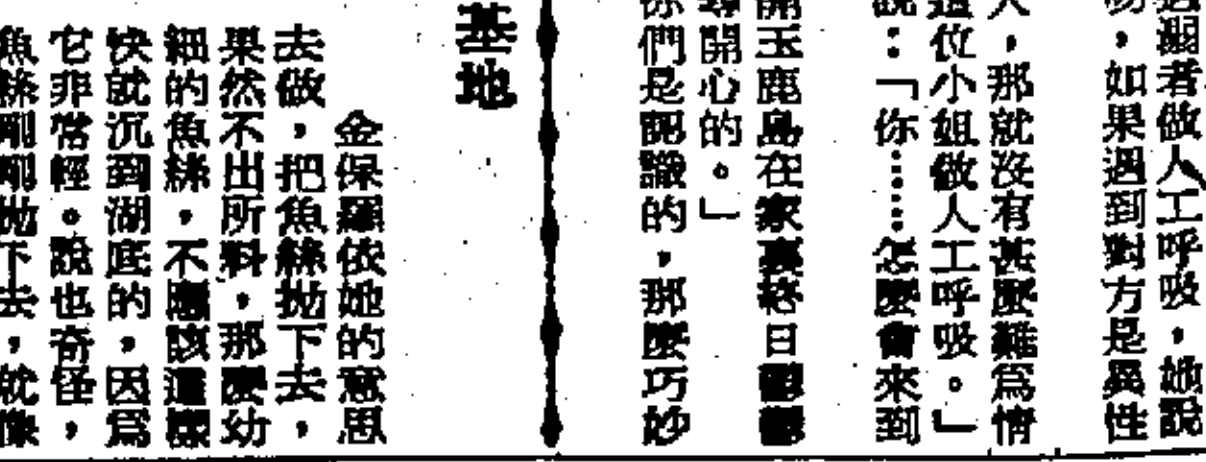 遇溺者做人工呼吸，她說
，如果遇到對方是異性
人，那就沒有甚麼難為情
這位小姐做人工呼吸。」
說：「你……怎麼會來到
開玉鹿島在家裏終日鬱鬱
尋開心的。」
你們是認識的，那麼巧妙
基地
金保羅依她的意思
去做，把魚絲拋下去，
果然不出所料，那麼幼
細的魚絲，不應該這樣
快就沉到湖底的，因為
它非常輕。說也奇怪，
魚絲剛剛拋下去，就像